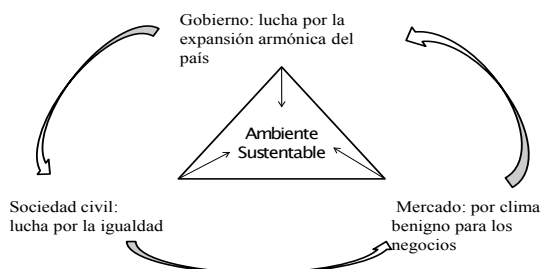 Gobierno: lucha por la
expansión armónica del
país
Ambiente
Sustentable
Sociedad civil:
lucha por la igualdad
Mercado: por clima
benigno para los
negocios